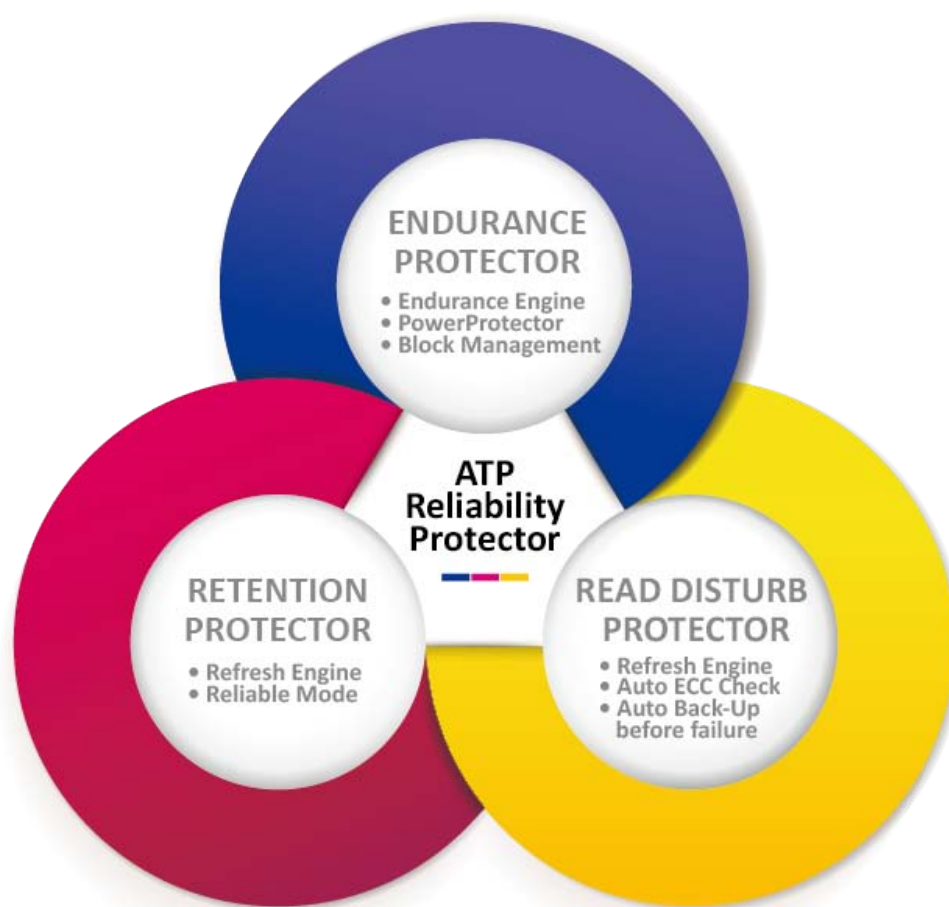 ENDURANCE
PROTECTOR
• Endurance Engine
• PowerProtector
• Block Management
ATP
Reliability
Protector
RETENTION
PROTECTOR
• Refresh Engine
• Reliable Mode
READ DISTURB
PROTECTOR
• Refresh Engine
• Auto ECC Check
• Auto Back-Up
before failure